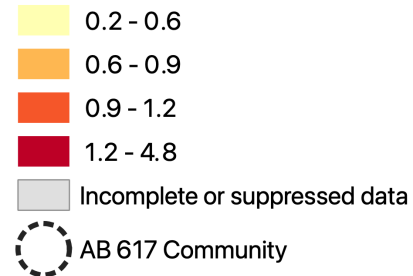 0.2 - 0.6
0.6 - 0.9
0.9 - 1.2
1.2 - 4.8
Incomplete or suppressed data
AB 617 Community